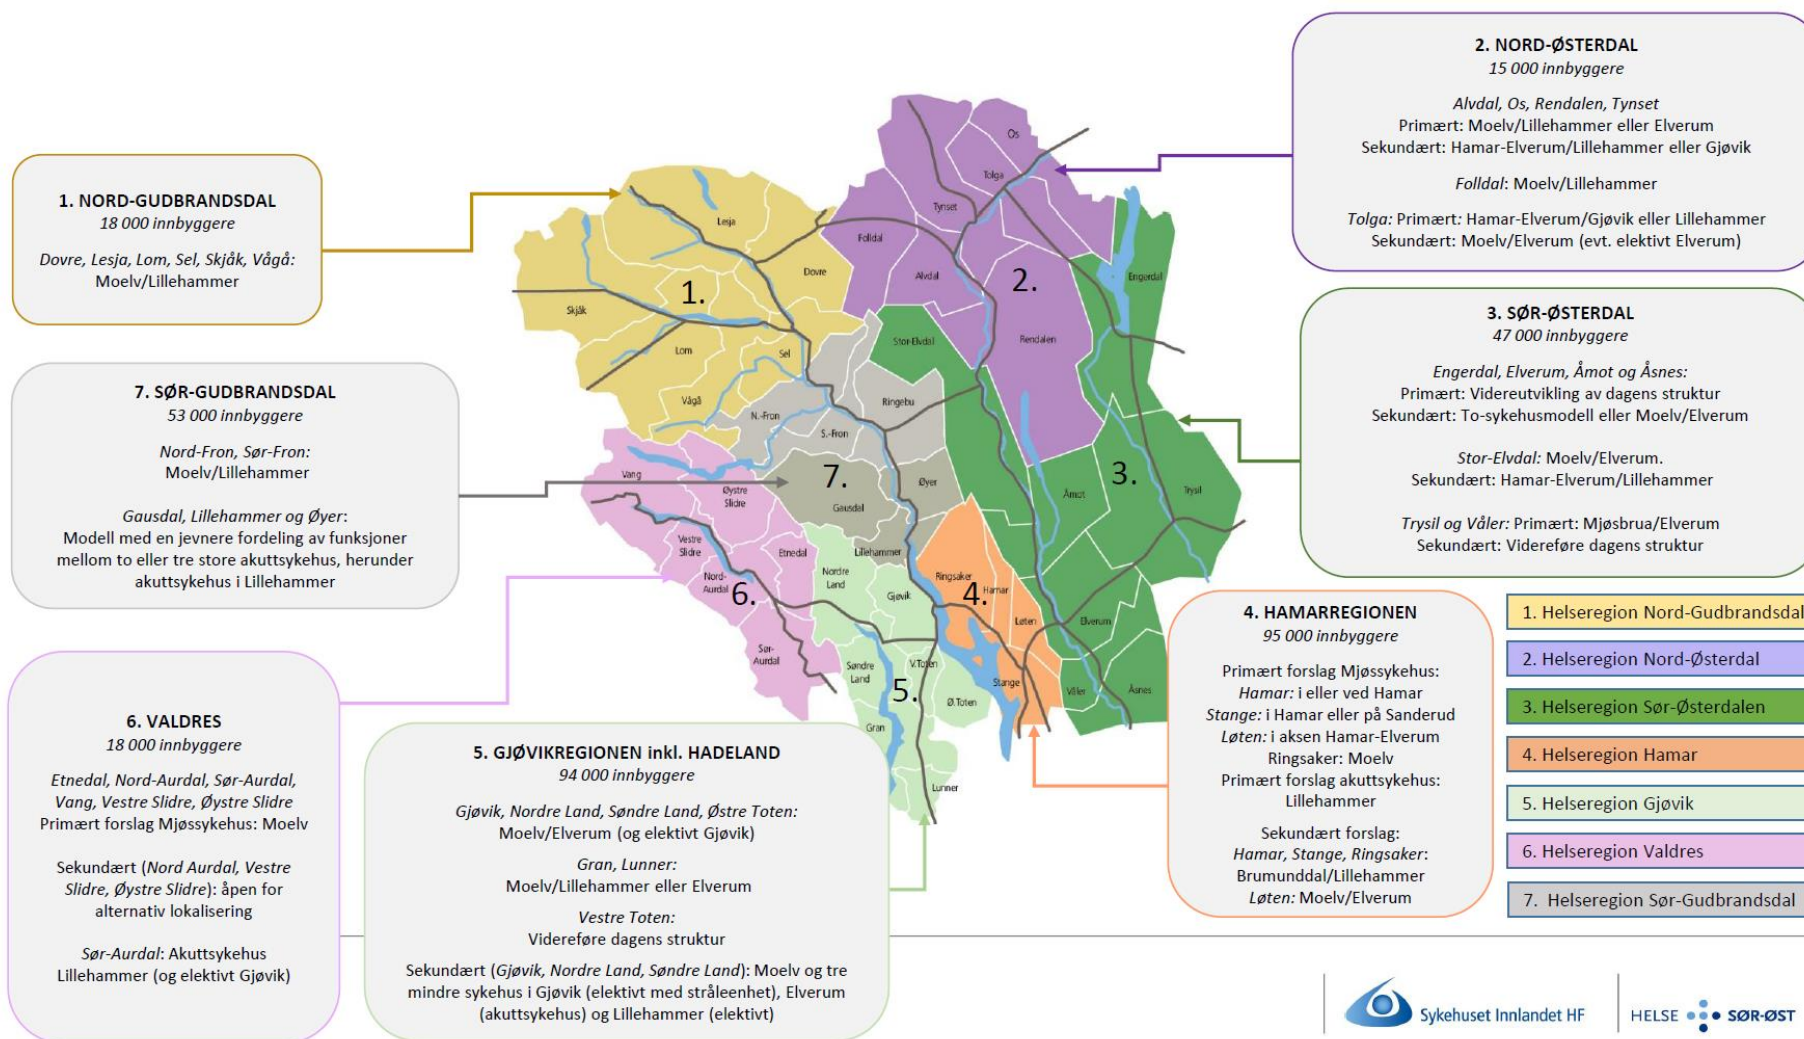 1. NORD-GUDBRANDSDAL
18 000 innbyggere
Dovre, Lesja, Lom, Sel, Skjåk, Vågå:
Moelv/Lillehammer
7. SØR-GUDBRANDSDAL
53 000 innbyggere
Nord-Fron, Sør-Fron:
Moelv/Lillehammer
Gausdal, Lillehammer og Øyer:
Modell med en jevnere fordeling av funksjoner
mellom to eller tre store akuttsykehus, herunder
akuttsykehus i Lillehammer
6. VALDRES
18 000 innbyggere
Etnedal, Nord-Aurdal, Sør-Aurdal,
Vang, Vestre Slidre, Øystre Slidre
Primært forslag Mjøssykehus: Moelv
Sekundært (Nord Aurdal, Vestre
Slidre, Øystre Slidre): åpen for
alternativ lokalisering
Sør-Aurdal: Akuttsykehus
Lillehammer (og elektivt Gjøvik)
5. GJØVIKREGIONEN inkl. HADELAND
94 000 innbyggere
Gjøvik, Nordre Land, Søndre Land, Østre Toten:
Moelv/Elverum (og elektivt Gjøvik)
Gran, Lunner:
Moelv/Lillehammer eller Elverum
Vestre Toten:
Videreføre dagens struktur
Sekundært (Gjøvik, Nordre Land, Søndre Land): Moelv og tre
mindre sykehus i Gjøvik (elektivt med stråleenhet), Elverum
(akuttsykehus) og Lillehammer (elektivt)
Os
Tolga
Tynset
Folldal
Alvdal
2.
Rendalen
Engerdal
Lesja
Dovre
1.
Skjåk
Lom
Sel
Vågå
Stor-Elvdal
N.-Fron
Ringebu
S.-Fron
7.
Øyer
Gausdal
Lillehammer
3.
Åmot
Trysil
Elverum
Våler
Åsnes
Vang
Øystre
Slidre
Vestre
Slidre
Etnedal
Nord-
Aurdal
6.
Sør-
Aurdal
Nordre
Land
Gjøvik
Søndre
Land
V.Toten
5.
Ø.Toten
Gran
Lunner
Ringsaker
4.
Hamar
Løten
Stange
2. NORD-ØSTERDAL
15 000 innbyggere
Alvdal, Os, Rendalen, Tynset
Primært: Moelv/Lillehammer eller Elverum
Sekundært: Hamar-Elverum/Lillehammer eller Gjøvik
Folldal: Moelv/Lillehammer
Tolga: Primært: Hamar-Elverum/Gjøvik eller Lillehammer
Sekundært: Moelv/Elverum (evt. elektivt Elverum)
3. SØR-ØSTERDAL
47 000 innbyggere
Engerdal, Elverum, Åmot og Åsnes:
Primært: Videreutvikling av dagens struktur
Sekundært: To-sykehusmodell eller Moelv/Elverum
Stor-Elvdal: Moelv/Elverum.
Sekundært: Hamar-Elverum/Lillehammer
Trysil og Våler: Primært: Mjøsbrua/Elverum
Sekundært: Videreføre dagens struktur
4. HAMARREGIONEN
95 000 innbyggere
Primært forslag Mjøssykehus:
Hamar: i eller ved Hamar
Stange: i Hamar eller på Sanderud
Løten: i aksen Hamar-Elverum
Ringsaker: Moelv
Primært forslag akuttsykehus:
Lillehammer
Sekundært forslag:
Hamar, Stange, Ringsaker:
Brumunddal/Lillehammer
Løten: Moelv/Elverum
1. Helseregion Nord-Gudbrandsdal
2. Helseregion Nord-Østerdal
3. Helseregion Sør-Østerdalen
4. Helseregion Hamar
5. Helseregion Gjøvik
6. Helseregion Valdres
7. Helseregion Sør-Gudbrandsdal
Sykehuset Innlandet HF
HELSE SØR-ØST